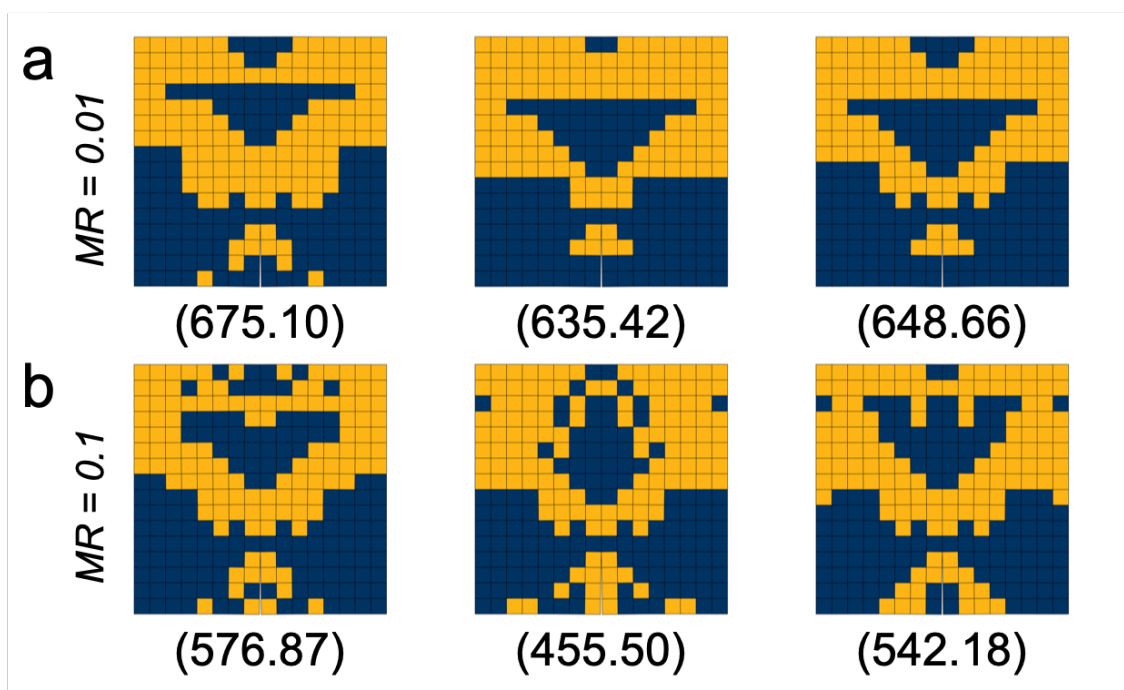 a
MR = 0.01
(675.10) (635.42) (648.66)
b
MR = 0.1
(576.87) (455.50) (542.18)